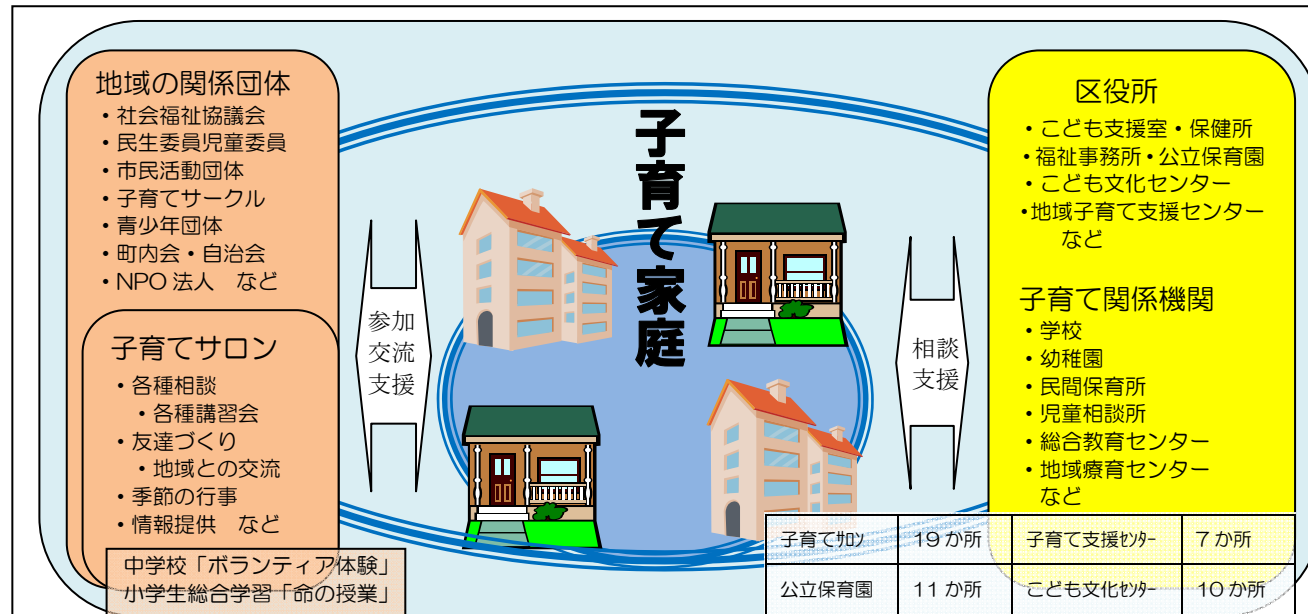 地域の関係団体
・社会福祉協議会
・民生委員児童委員
・市民活動団体
・子育てサークル
・青少年団体
・町内会・自治会
・NPO法人　など
子育てサロン
・各種相談
・各種講習会
・友達づくり
・地域との交流
・季節の行事
・情報提供　など
中学校「ボランティア体験」
小学生総合学習「命の授業」
参加
交流
支援
子育て家庭
相談
支援
区役所
・こども支援室・保健所
・福祉事務所・公立保育園
・こども文化センター
・地域子育て支援センター
など
子育て関係機関
・学校
・幼稚園
・民間保育所
・児童相談所
・総合教育センター
・地域療育センター
など
子育てｻﾛﾝ　19か所　子育て支援ｾﾝﾀｰ　7か所
公立保育園　11か所　こども文化ｾﾝﾀｰ　10か所